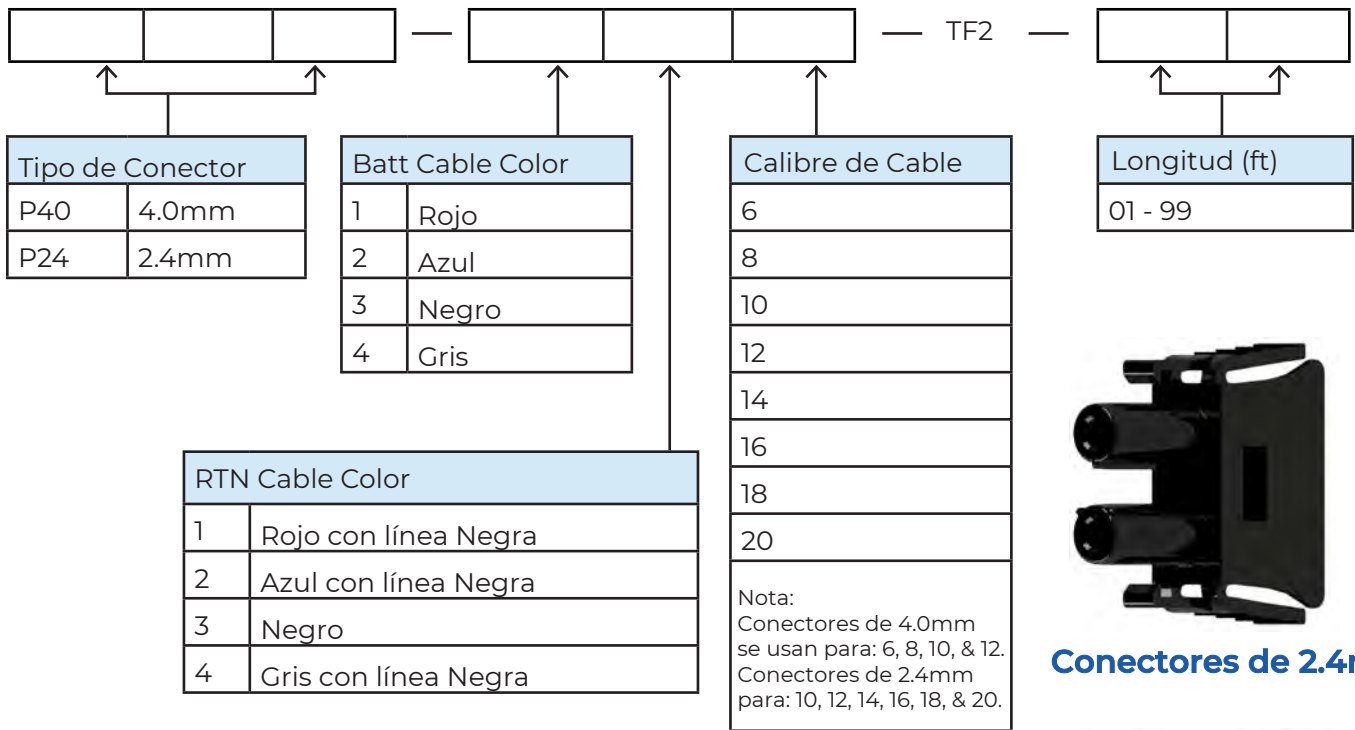 — — TF2 —
Tipo de Conector
P40 4.0mm
P24 2.4mm
Batt Cable Color
1 Rojo
2 Azul
3 Negro
4 Gris
Calibre de Cable
6
8
10
12
14
16
18
20
Nota:
Conectores de 4.0mm
se usan para: 6, 8, 10, & 12.
Conectores de 2.4mm
para: 10, 12, 14, 16, 18, & 20.
Longitud (ft)
01 - 99
RTN Cable Color
1 Rojo con línea Negra
2 Azul con línea Negra
3 Negro
4 Gris con línea Negra
Conectores de